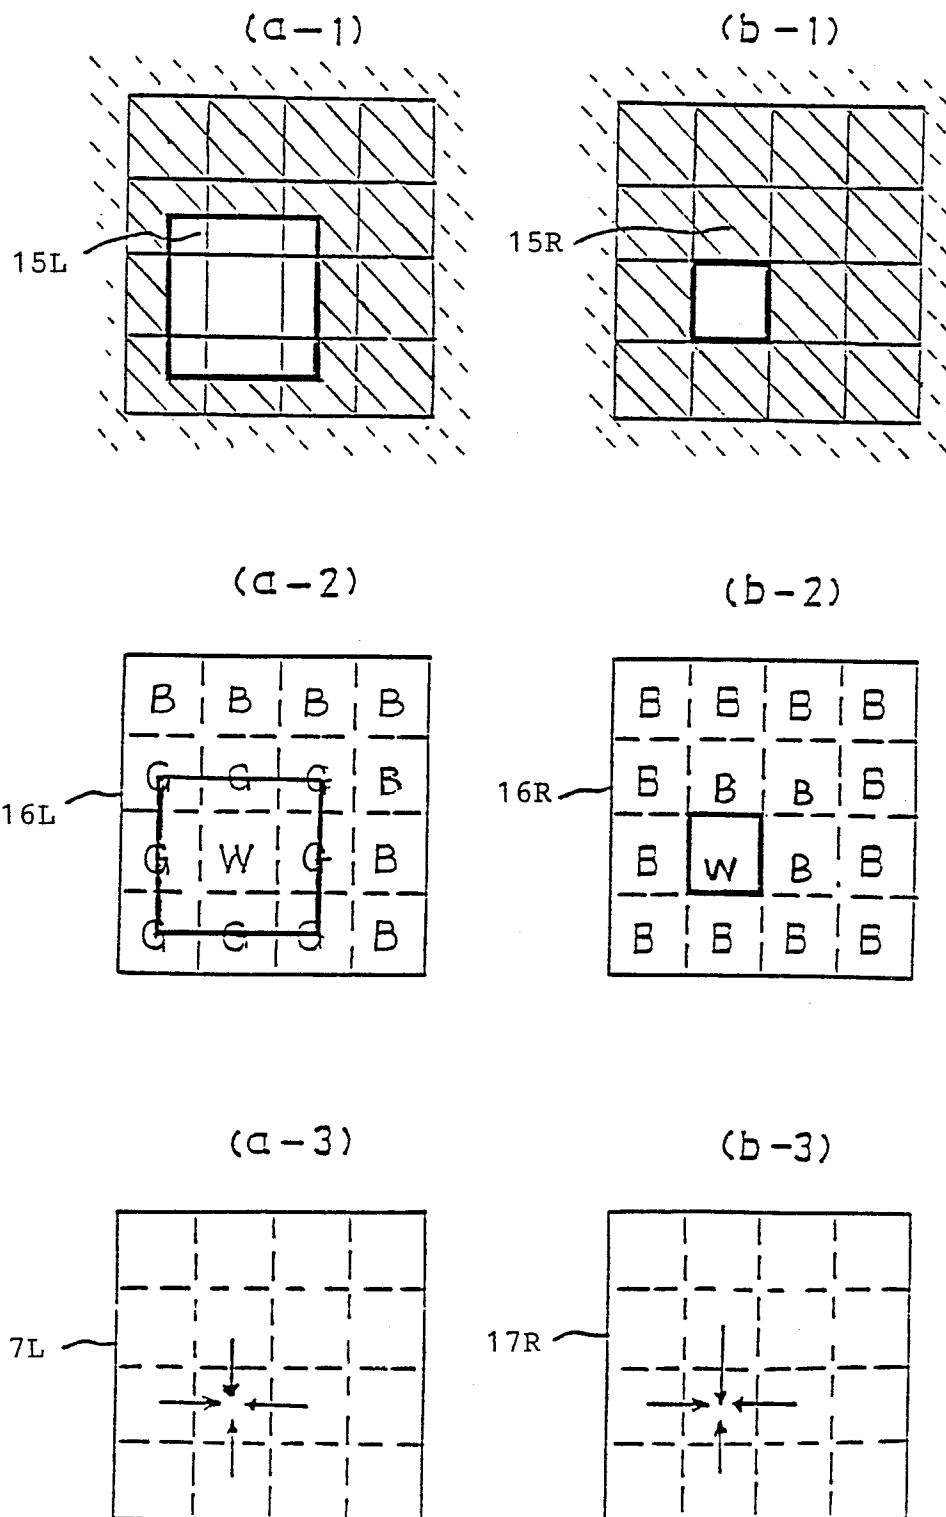 (a-1) (b-1)
15L 15R
(a-2) (b-2)
B B B B B B B B
G G G B B B B B
16L 16R
G W G B B W B B
G G G B B B B B
(a-3) (b-3)
7L 17R